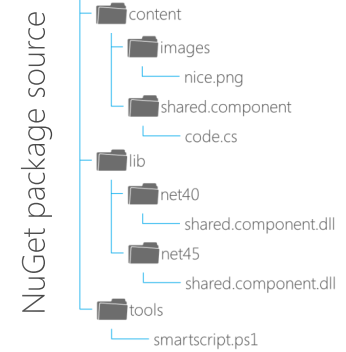 NuGet package source
content
images
nice.png
shared.component
code.cs
lib
net40
shared.component.dll
net45
shared.component.dll
tools
smartscript.ps1